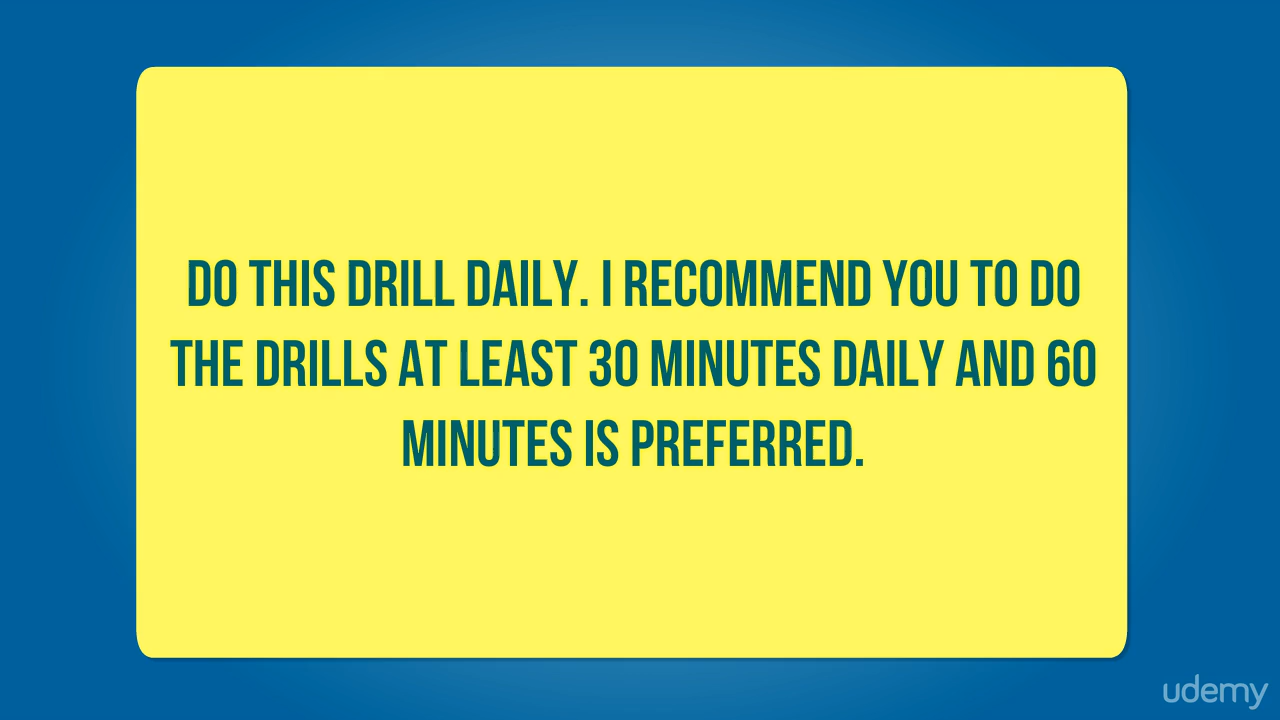 DO THIS DRILL DAILY. I RECOMMEND YOU TO DO
THE DRILLS AT LEAST 30 MINUTES DAILY AND 60
MINUTES IS PREFERRED.
udemy